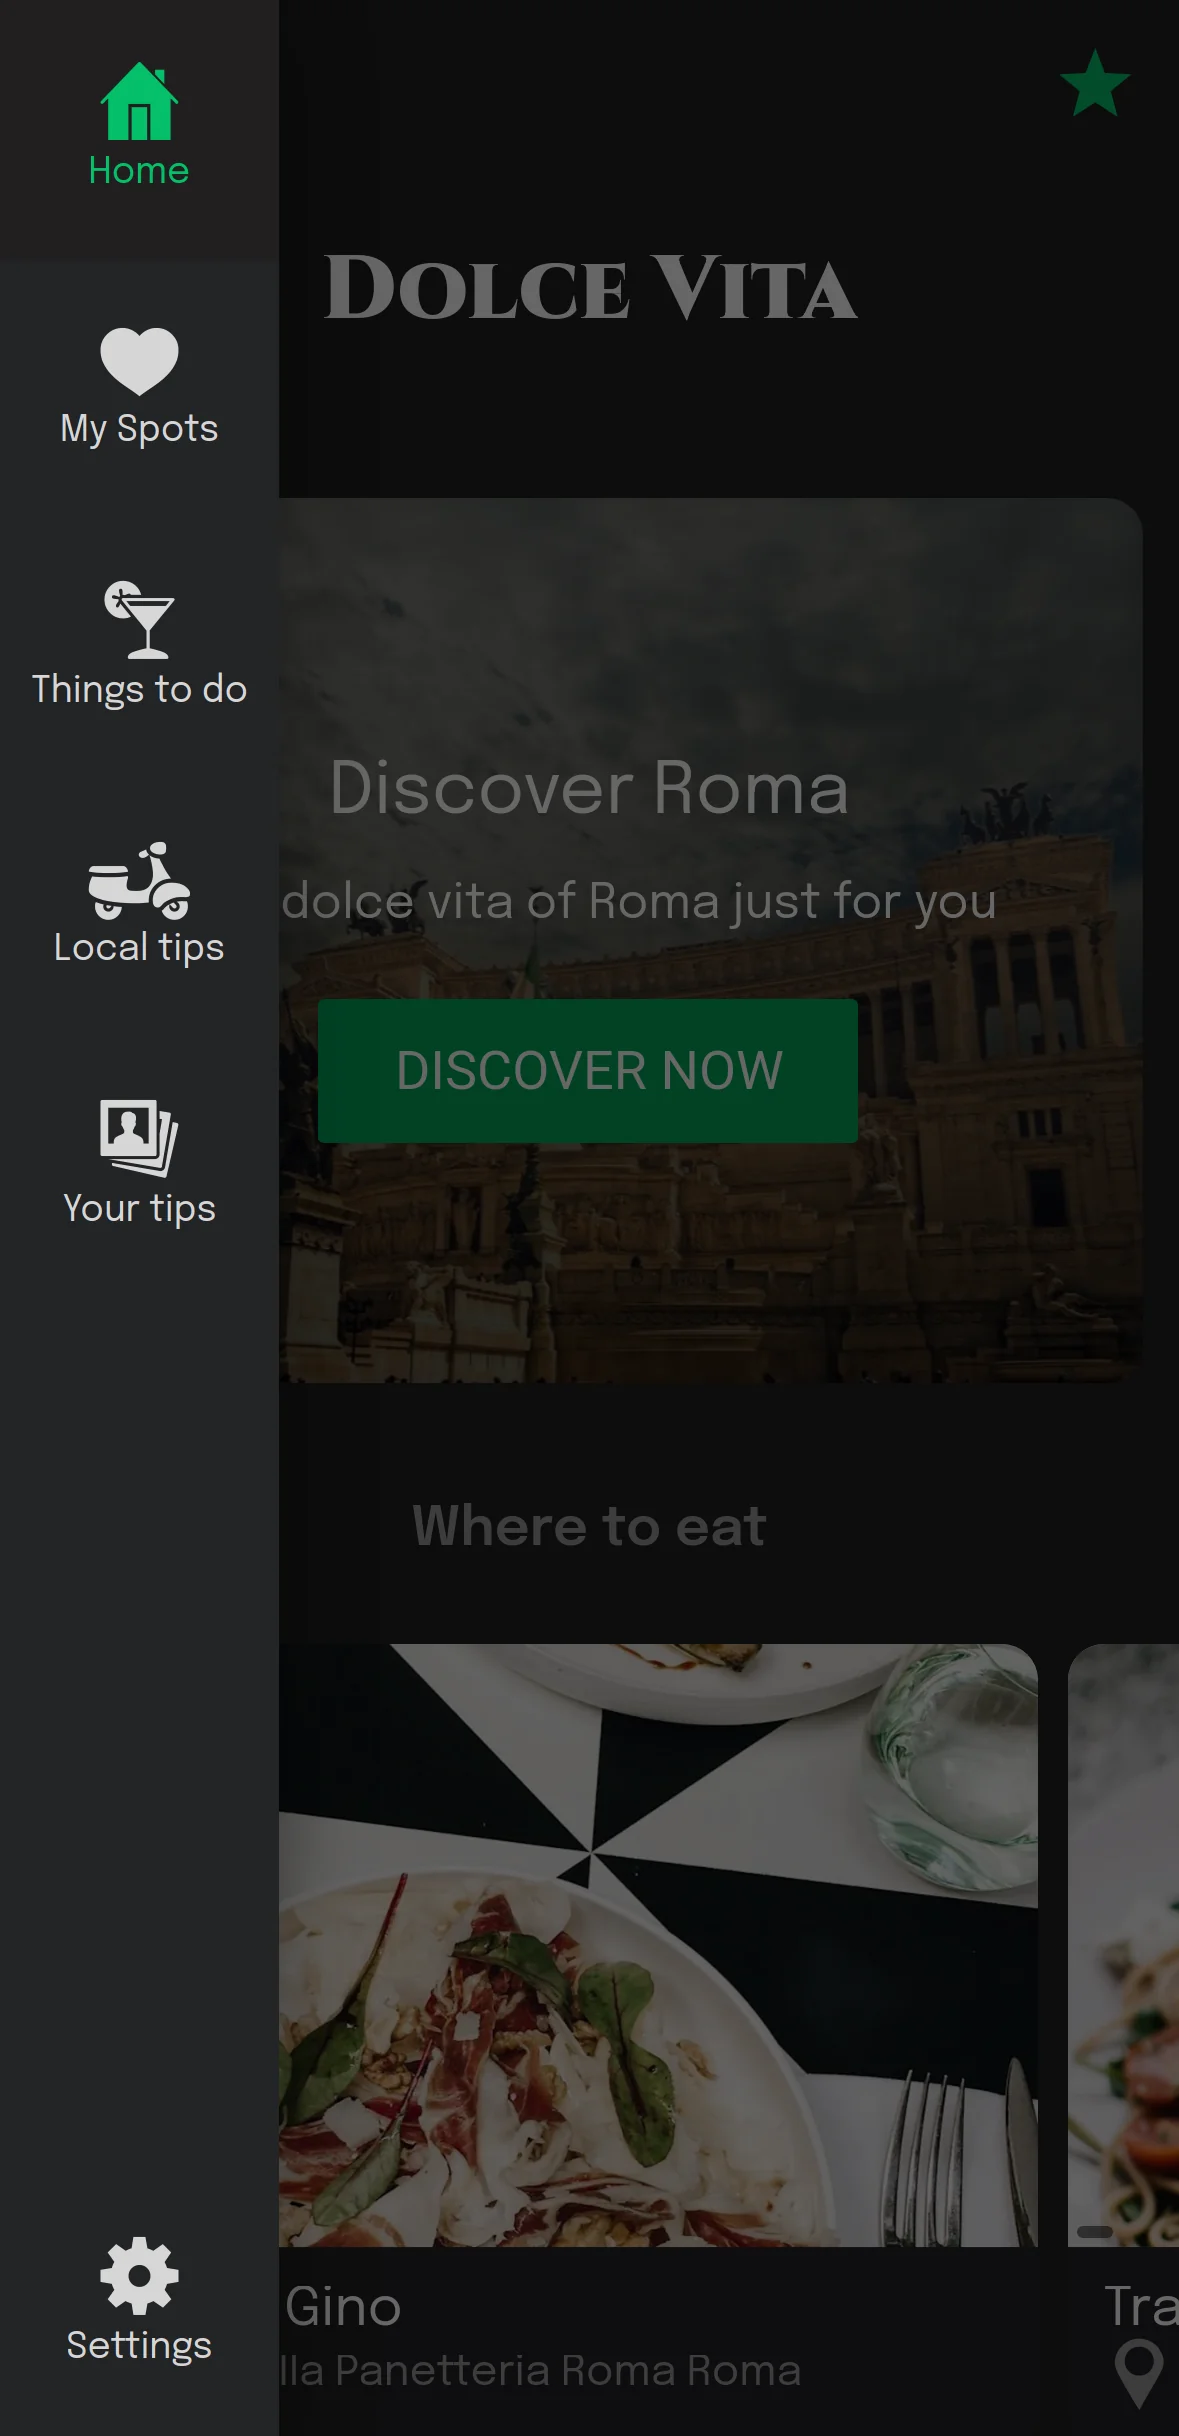 Home
My Spots
Things to do
Local tips
Your tips
Settings
DOLCE VITA
Discover Roma
dolce vita of Roma just for you
DISCOVER NOW
Where to eat
Gino
lla Panetteria Roma Roma
Tra